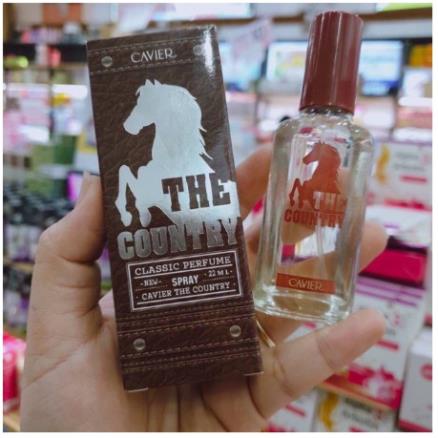 CAVIER
THE
COUNTRY
CLASSIC PERFUME
-NEW- SPRAY - 22 ML -
- CAVIER THE COUNTRY -
THE
COUNTRY
CAVIER